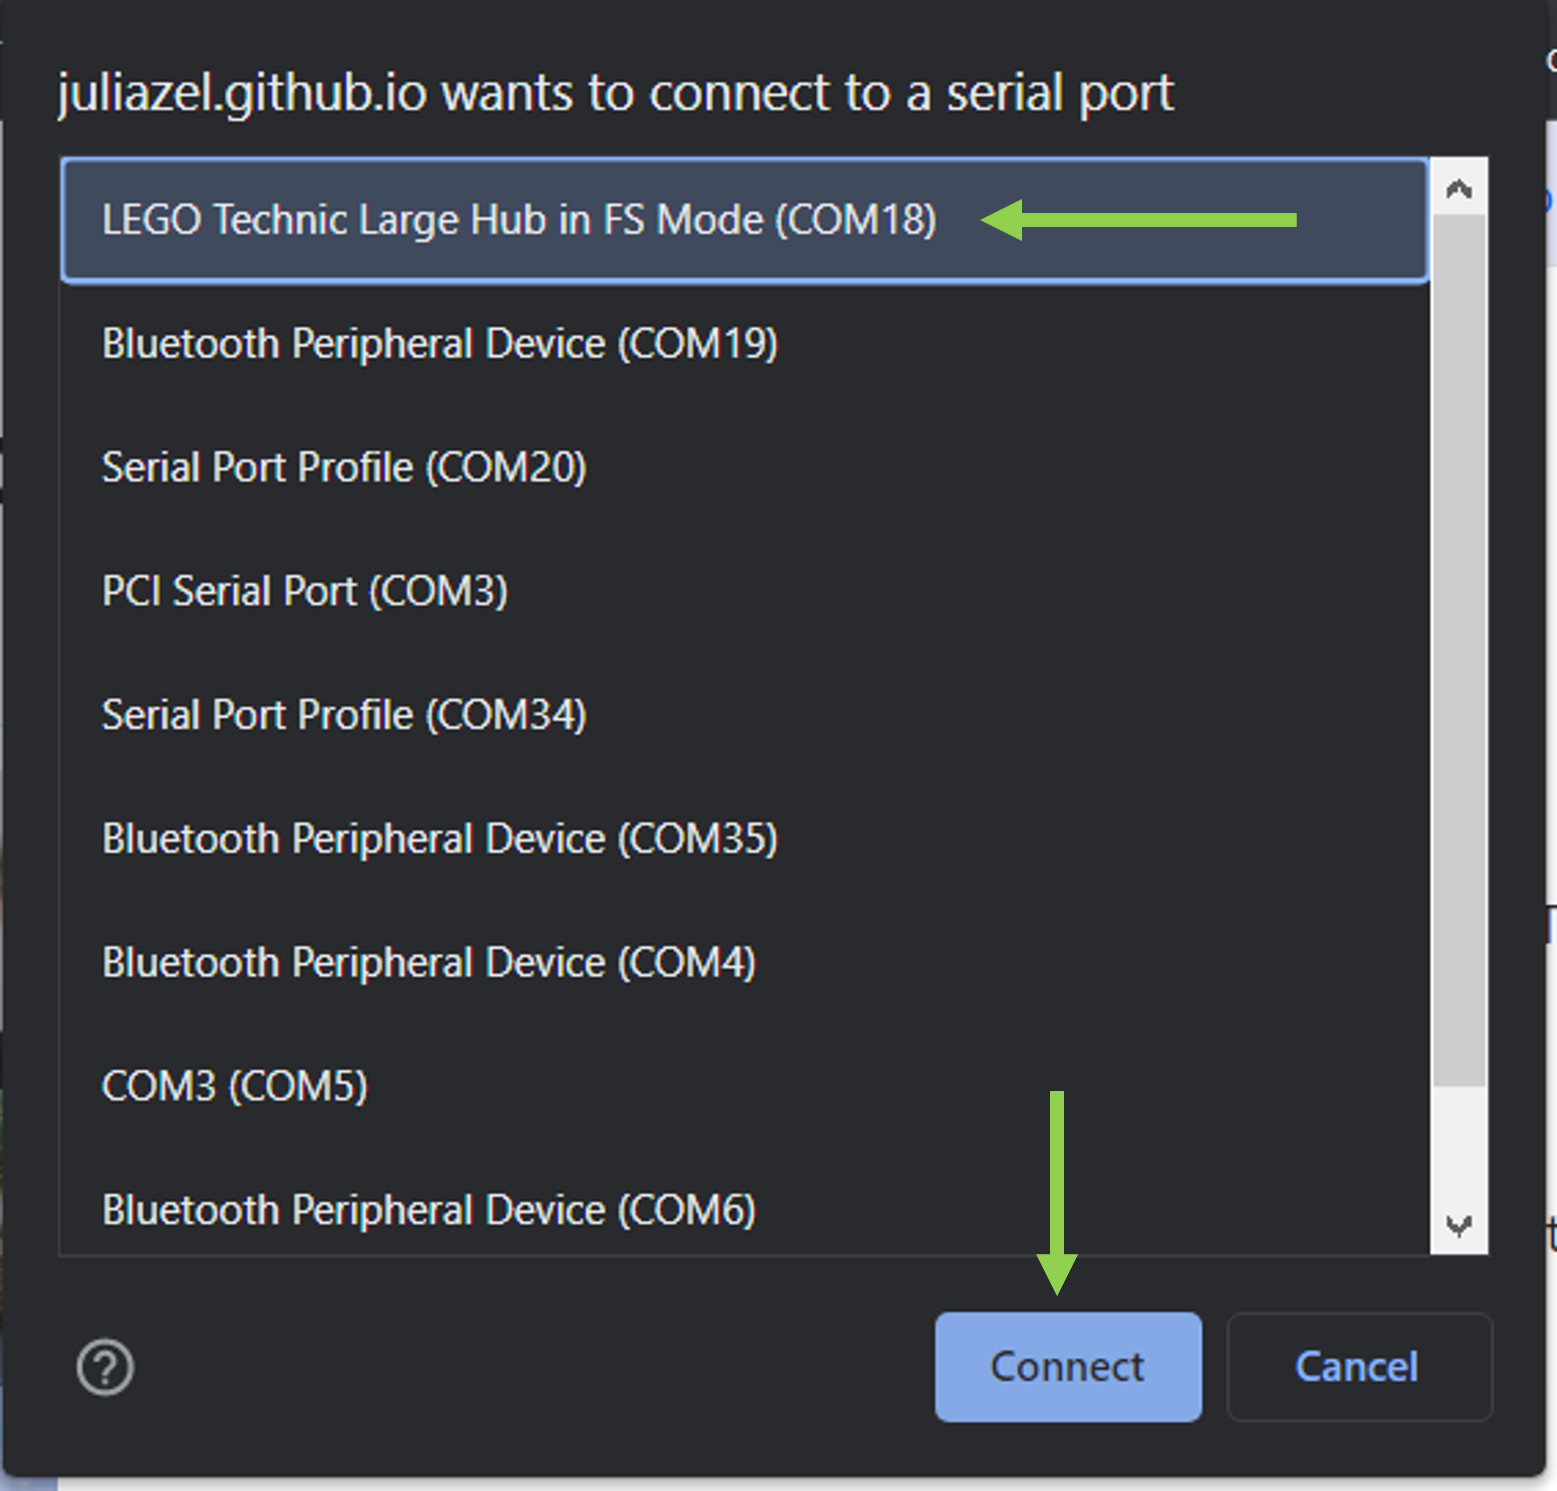 juliazel.github.io wants to connect to a serial port
LEGO Technic Large Hub in FS Mode (COM18)
Bluetooth Peripheral Device (COM19)
Serial Port Profile (COM20)
PCI Serial Port (COM3)
Serial Port Profile (COM34)
Bluetooth Peripheral Device (COM35)
Bluetooth Peripheral Device (COM4)
COM3 (COM5)
Bluetooth Peripheral Device (COM6)
?
Connect
Cancel